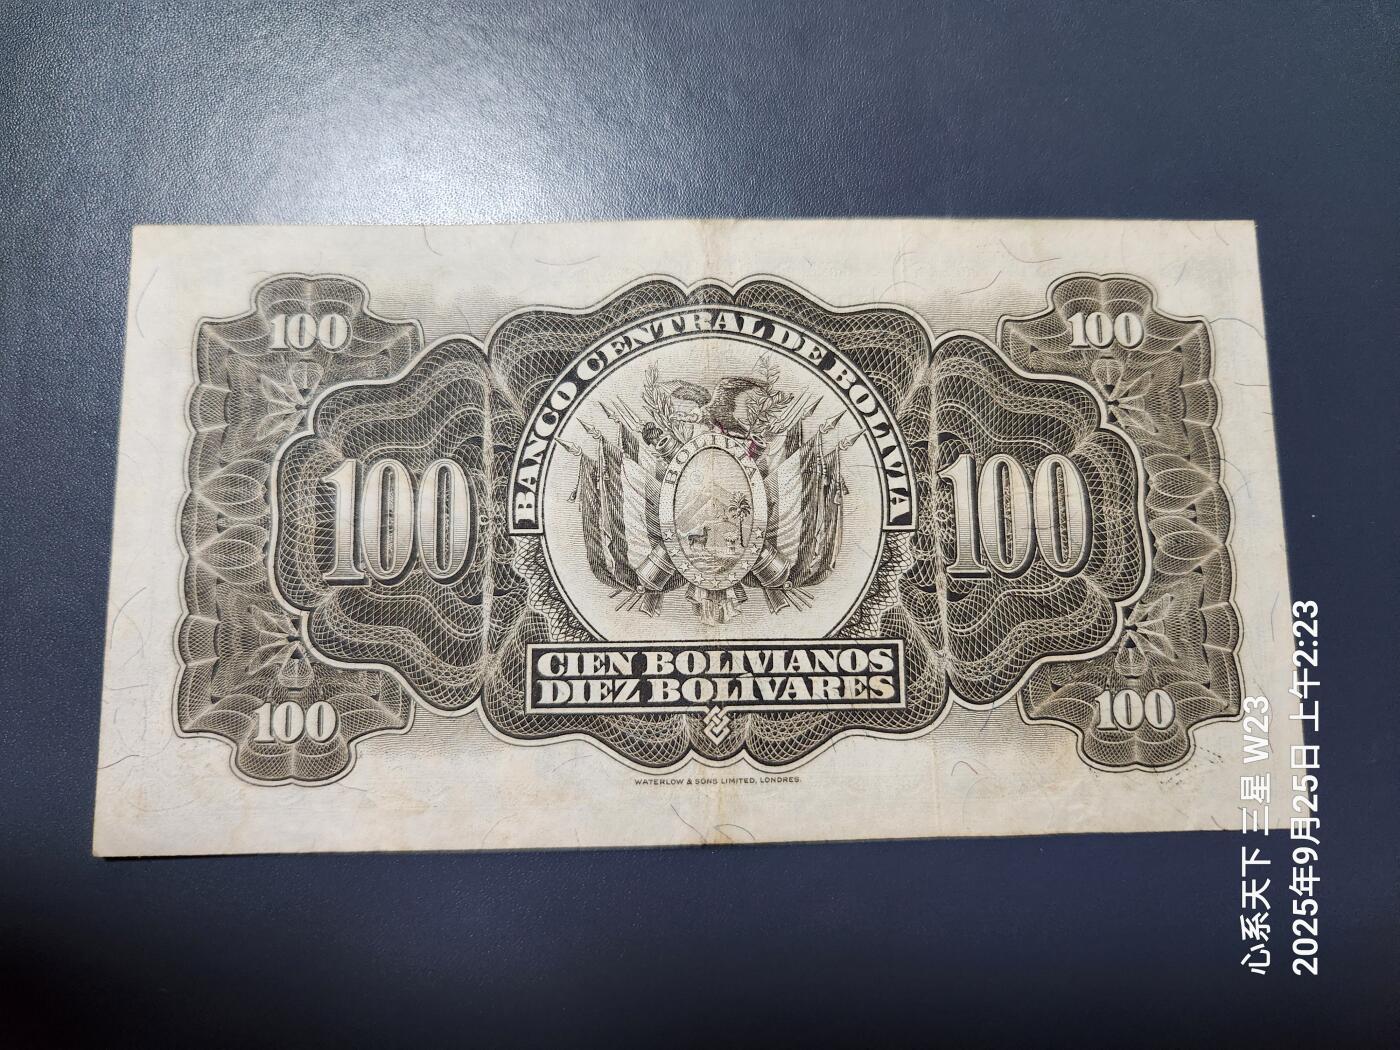 100
100
BANCO CENTRAL DE BOLIVIA
BOLIVIA
100
100
CIEN BOLIVIANOS
DIEZ BOLÍVARES
100
100
WATERLOW & SONS LIMITED, LONDRES.
心系天下 三星 W23
2025年9月25日 上午2:23